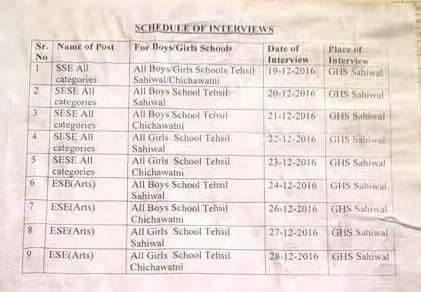 SCHEDULE OF INTERVIEWS
Sr. No Name of Post For Boys/Girls Schools Date of Interview Place of Interview
1 SSE All categories All Boys/Girls Schools Tehsil Sahiwal/Chichawatni 19-12-2016 GHS Sahiwal
2 SESE All categories All Boys School Tehsil Sahiwal 20-12-2016 GHS Sahiwal
3 SESE All categories All Boys School Tehsil Chichawatni 21-12-2016 GHS Sahiwal
4 SESE All categories All Girls School Tehsil Sahiwal 22-12-2016 GHS Sahiwal
5 SESE All categories All Girls School Tehsil Chichawatni 23-12-2016 GHS Sahiwal
6 ESE(Arts) All Boys School Tehsil Sahiwal 24-12-2016 GHS Sahiwal
7 ESE(Arts) All Boys School Tehsil Chichawatni 26-12-2016 GHS Sahiwal
8 ESE(Arts) All Girls School Tehsil Sahiwal 27-12-2016 GHS Sahiwal
9 ESE(Arts) All Girls School Tehsil Chichawatni 28-12-2016 GHS Sahiwal